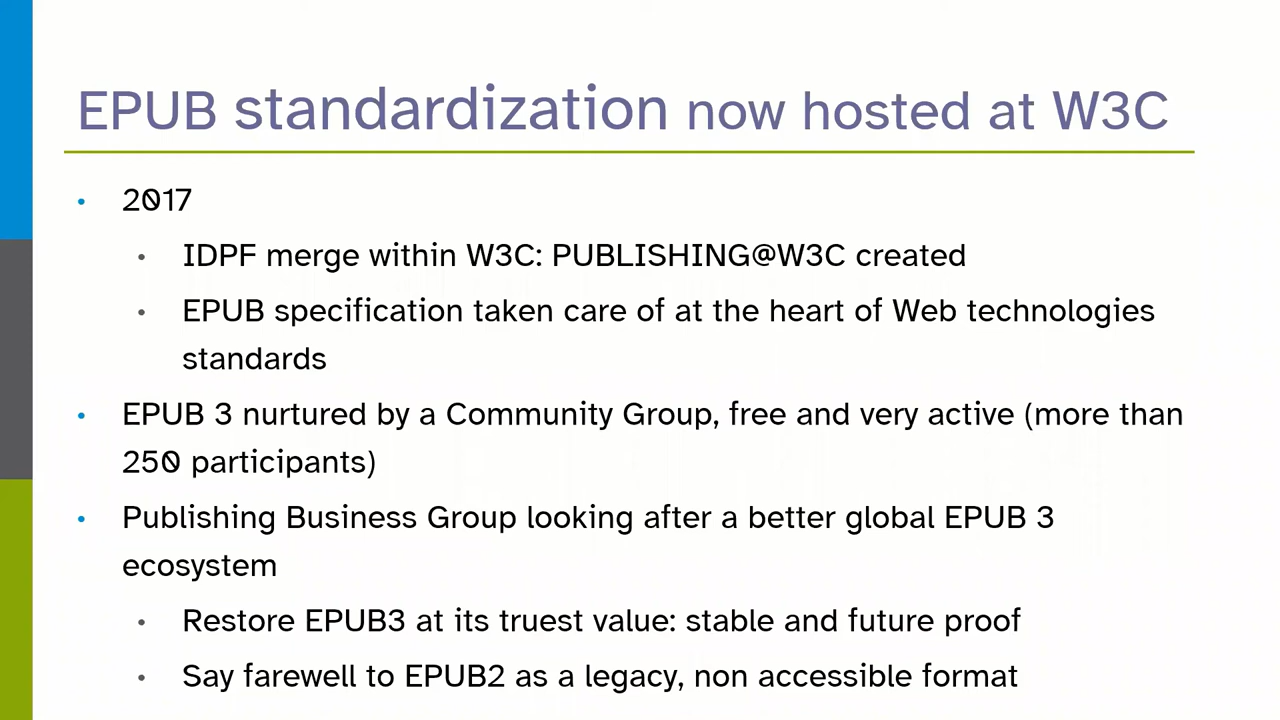 EPUB standardization now hosted at W3C
• 2017
• IDPF merge within W3C: PUBLISHING@W3C created
• EPUB specification taken care of at the heart of Web technologies
standards
• EPUB 3 nurtured by a Community Group, free and very active (more than
250 participants)
• Publishing Business Group looking after a better global EPUB 3
ecosystem
• Restore EPUB3 at its truest value: stable and future proof
• Say farewell to EPUB2 as a legacy, non accessible format